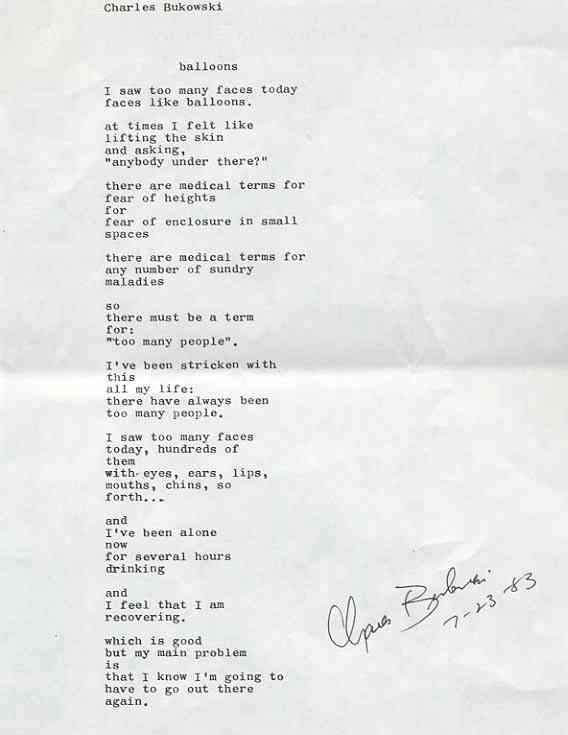 Charles Bukowski
balloons
I saw too many faces today
faces like balloons.
at times I felt like
lifting the skin
and asking,
"anybody under there?"
there are medical terms for
fear of heights
for
fear of enclosure in small
spaces
there are medical terms for
any number of sundry
maladies
so
there must be a term
for:
"too many people".
I've been stricken with
this
all my life:
there have always been
too many people.
I saw too many faces
today, hundreds of
them
with eyes, ears, lips,
mouths, chins, so
forth...
and
I've been alone
now
for several hours
drinking
and
I feel that I am
recovering.
which is good
but my main problem
is
that I know I'm going to
have to go out there
again.
Charles Bukowski
7-23-83